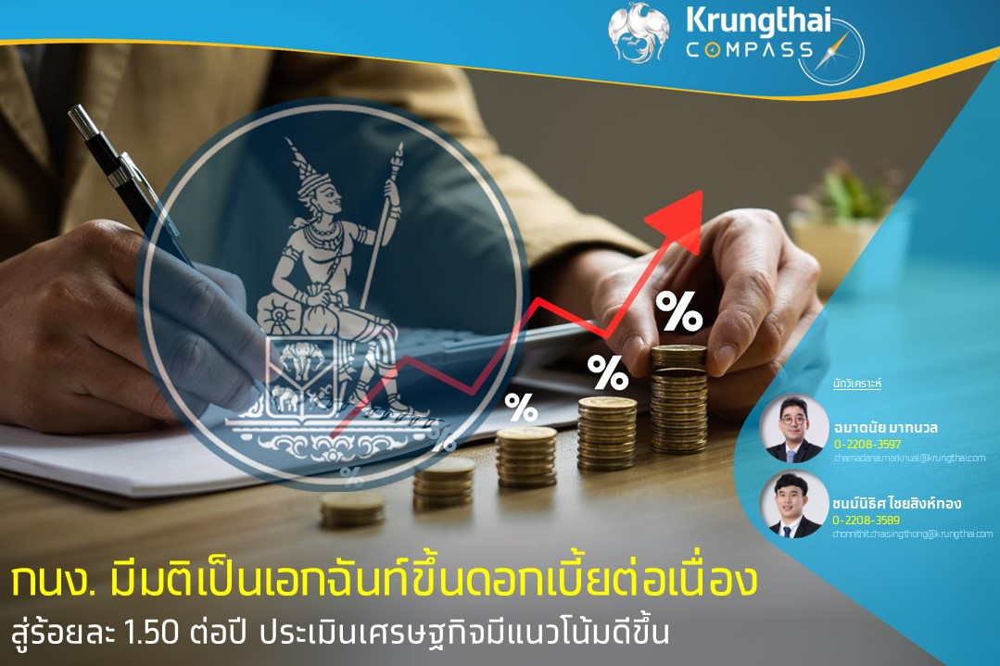 Krungthai
COMPASS
%
%
%
%
%
นักวิเคราะห์
ฉมาดนัย มากนวล
0-2208-3597
chamadanai.marknual@krungthai.com
ชนม์นิธิศ ไชยสิงห์ทอง
0-2208-3589
chonnithit.chaisingthong@krungthai.com
กนง. มีมติเป็นเอกฉันท์ขึ้นดอกเบี้ยต่อเนื่อง
สู่ร้อยละ 1.50 ต่อปี ประเมินเศรษฐกิจมีแนวโน้มดีขึ้น